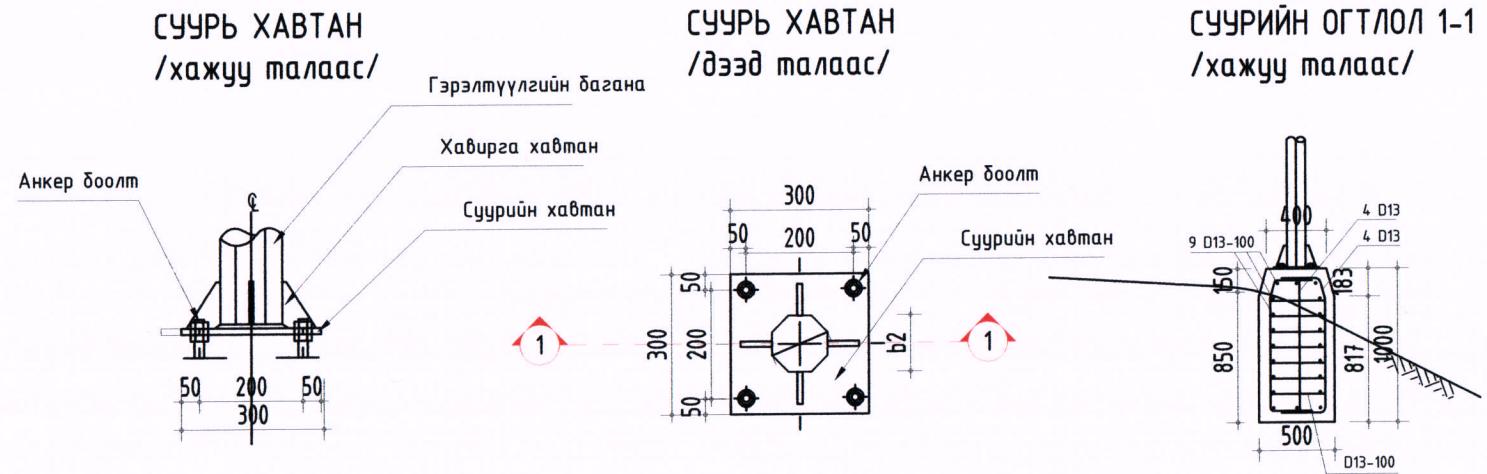 СУУРЬ ХАВТАН
/хажуу талаас/
Гэрэлтүүлгийн багана
Хавирга хавтан
Анкер боолт
Суурийн хавтан
℄
50 200 50
300
СУУРЬ ХАВТАН
/дээд талаас/
Анкер боолт
300
50 200 50
Суурийн хавтан
50
300 200
b2
50
1
1
СУУРИЙН ОГТЛОЛ 1-1
/хажуу талаас/
400
4 D13
9 D13-100
4 D13
150
183
850
817
1000
500
D13-100